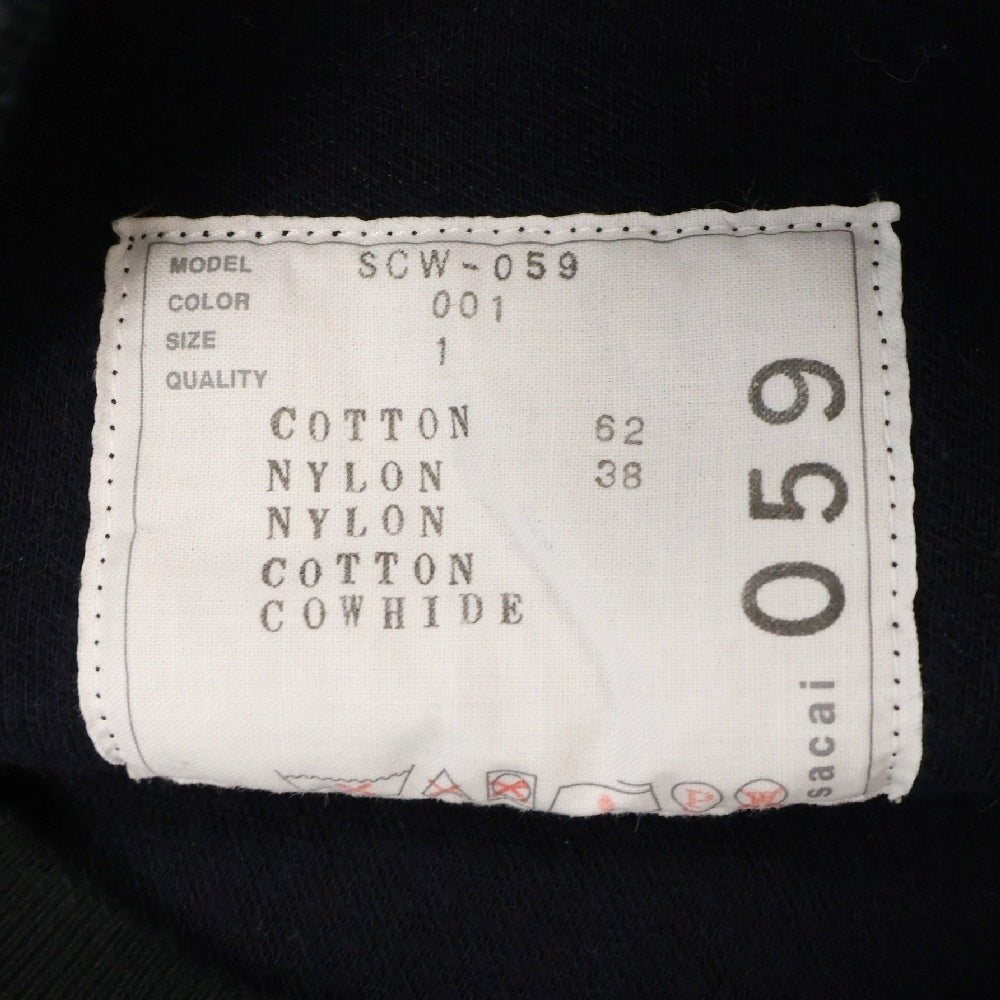 MODEL SCW-059
COLOR 001
SIZE 1
QUALITY
COTTON 62
NYLON 38
NYLON
COTTON
COWHIDE
sacai 059
P
W